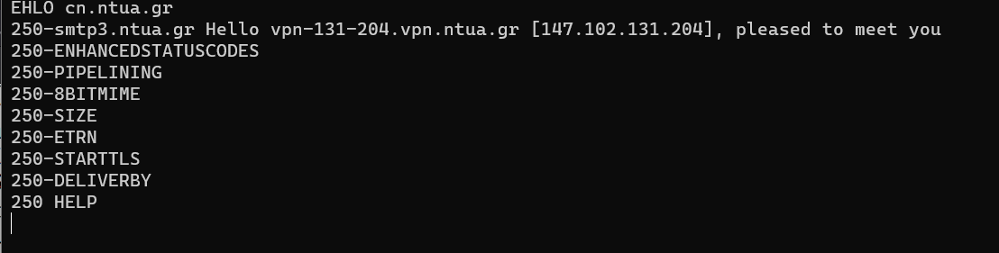 EHLO cn.ntua.gr
250-smtp3.ntua.gr Hello vpn-131-204.vpn.ntua.gr [147.102.131.204], pleased to meet you
250-ENHANCEDSTATUSCODES
250-PIPELINING
250-8BITMIME
250-SIZE
250-ETRN
250-STARTTLS
250-DELIVERBY
250 HELP